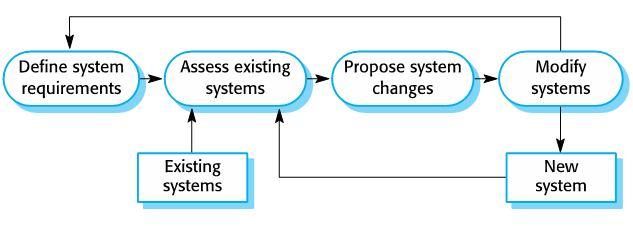 Define system
requirements
Assess existing
systems
Propose system
changes
Modify
systems
Existing
systems
New
system